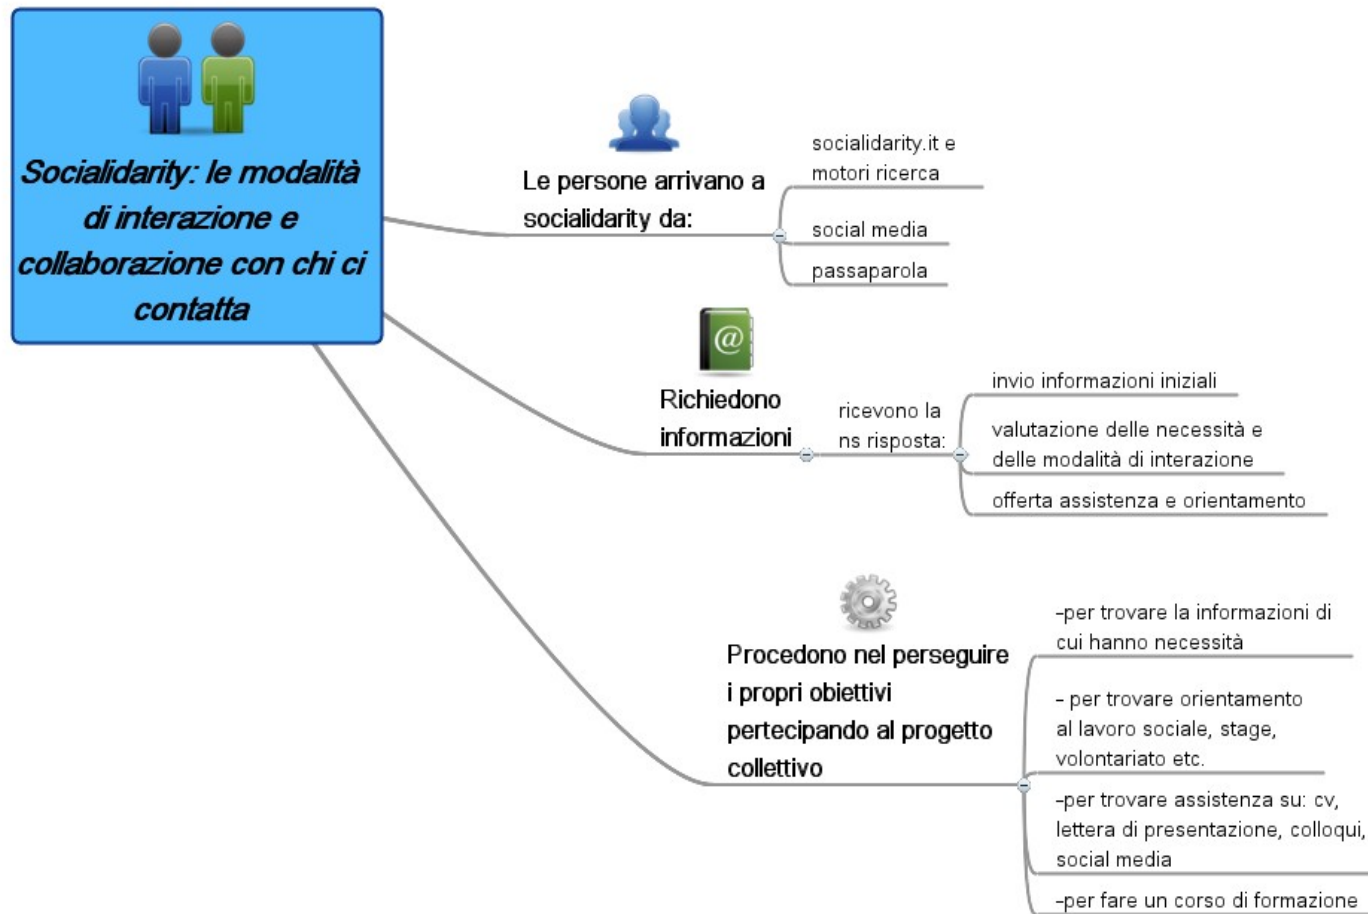 Socialidarity: le modalità
di interazione e
collaborazione con chi ci
contatta
Le persone arrivano a
socialidarity da:
socialidarity.it e
motori ricerca
social media
passaparola
@
Richiedono
informazioni
ricevono la
ns risposta:
invio informazioni iniziali
valutazione delle necessità e
delle modalità di interazione
offerta assistenza e orientamento
Procedono nel perseguire
i propri obiettivi
pertecipando al progetto
collettivo
-per trovare la informazioni di
cui hanno necessità
- per trovare orientamento
al lavoro sociale, stage,
volontariato etc.
-per trovare assistenza su: cv,
lettera di presentazione, colloqui,
social media
-per fare un corso di formazione